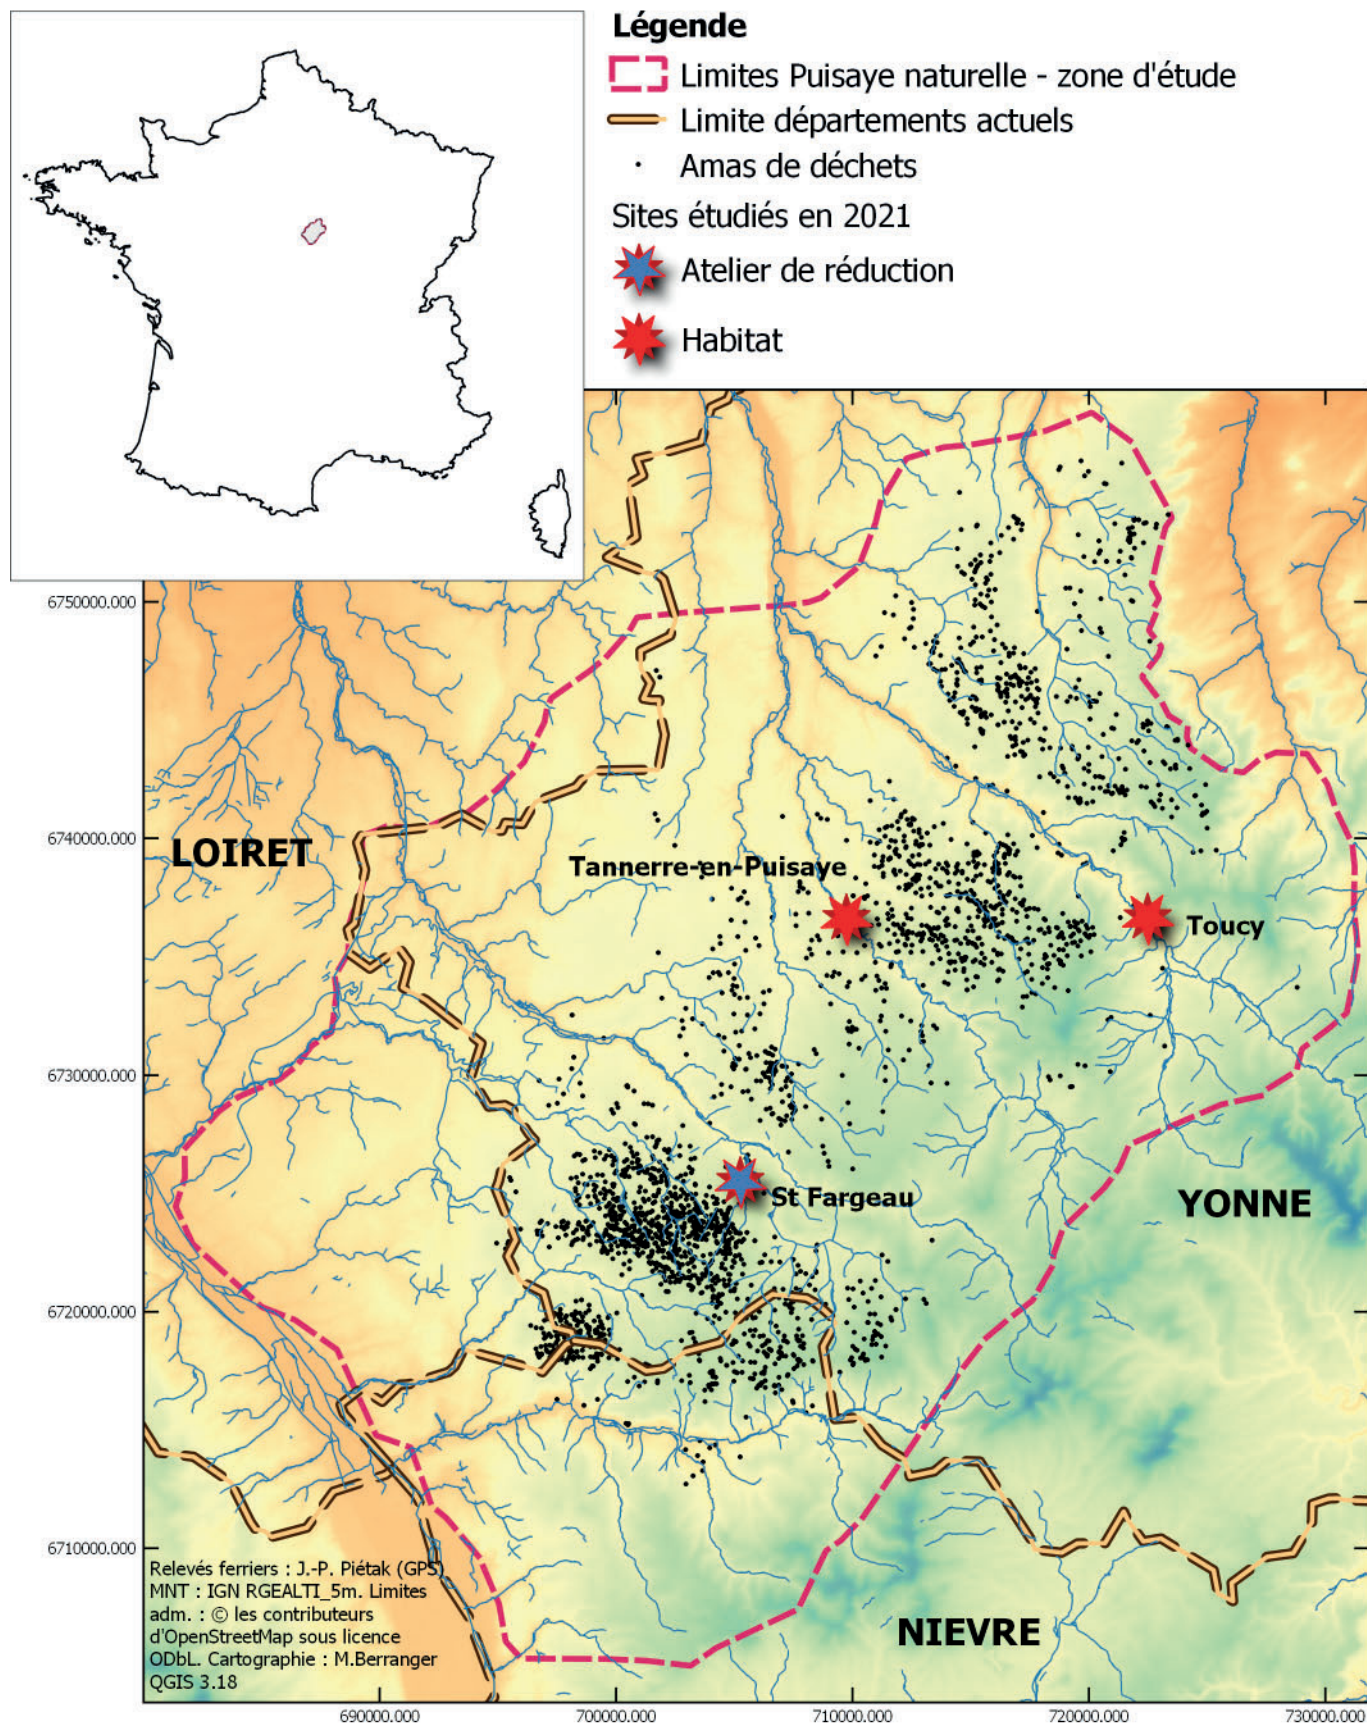 Légende
Limites Puisaye naturelle - zone d'étude
Limite départements actuels
Amas de déchets
Sites étudiés en 2021
Atelier de réduction
Habitat
6750000.000
6740000.000
6730000.000
6720000.000
6710000.000
LOIRET
Tannerre-en-Puisaye
Toucy
St Fargeau
YONNE
NIEVRE
Relevés ferriers : J.-P. Piétak (GPS)
MNT : IGN RGEALTI_5m. Limites
adm. : © les contributeurs
d'OpenStreetMap sous licence
ODbL. Cartographie : M.Berranger
QGIS 3.18
690000.000
700000.000
710000.000
720000.000
730000.000